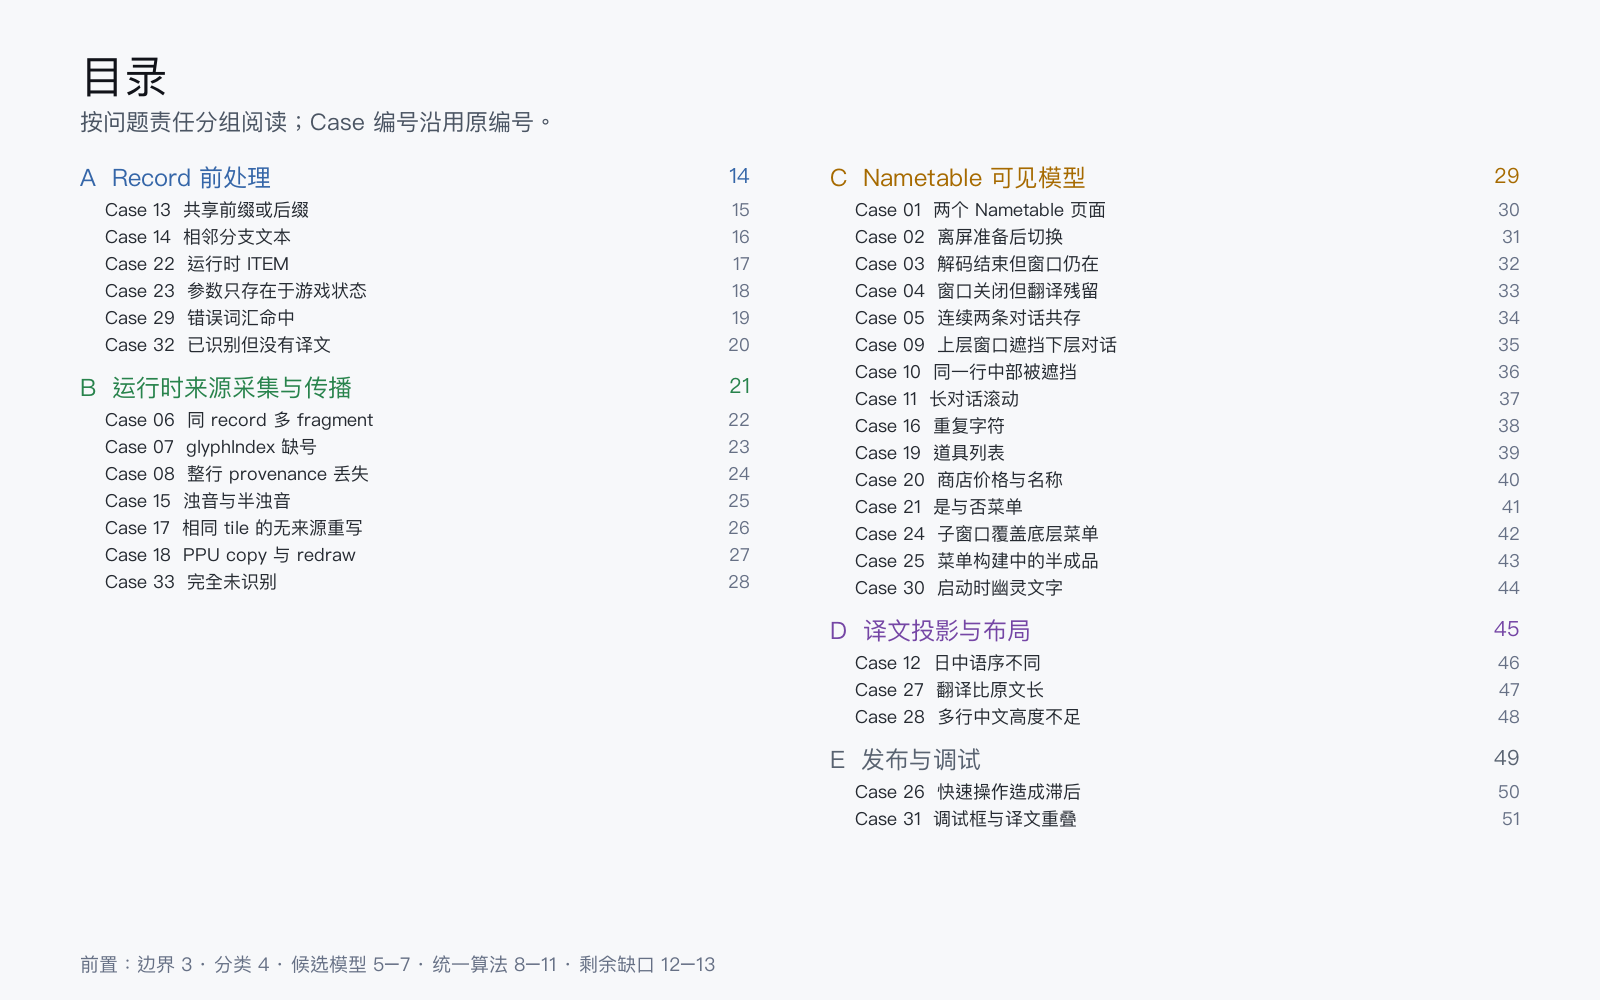 目录
按问题责任分组阅读；Case 编号沿用原编号。
A Record 前处理 14
Case 13 共享前缀或后缀 15
Case 14 相邻分支文本 16
Case 22 运行时 ITEM 17
Case 23 参数只存在于游戏状态 18
Case 29 错误词汇命中 19
Case 32 已识别但没有译文 20
B 运行时来源采集与传播 21
Case 06 同 record 多 fragment 22
Case 07 glyphIndex 缺号 23
Case 08 整行 provenance 丢失 24
Case 15 浊音与半浊音 25
Case 17 相同 tile 的无来源重写 26
Case 18 PPU copy 与 redraw 27
Case 33 完全未识别 28
C Nametable 可见模型 29
Case 01 两个 Nametable 页面 30
Case 02 离屏准备后切换 31
Case 03 解码结束但窗口仍在 32
Case 04 窗口关闭但翻译残留 33
Case 05 连续两条对话共存 34
Case 09 上层窗口遮挡下层对话 35
Case 10 同一行中部被遮挡 36
Case 11 长对话滚动 37
Case 16 重复字符 38
Case 19 道具列表 39
Case 20 商店价格与名称 40
Case 21 是与否菜单 41
Case 24 子窗口覆盖底层菜单 42
Case 25 菜单构建中的半成品 43
Case 30 启动时幽灵文字 44
D 译文投影与布局 45
Case 12 日中语序不同 46
Case 27 翻译比原文长 47
Case 28 多行中文高度不足 48
E 发布与调试 49
Case 26 快速操作造成滞后 50
Case 31 调试框与译文重叠 51
前置：边界 3 · 分类 4 · 候选模型 5–7 · 统一算法 8–11 · 剩余缺口 12–13